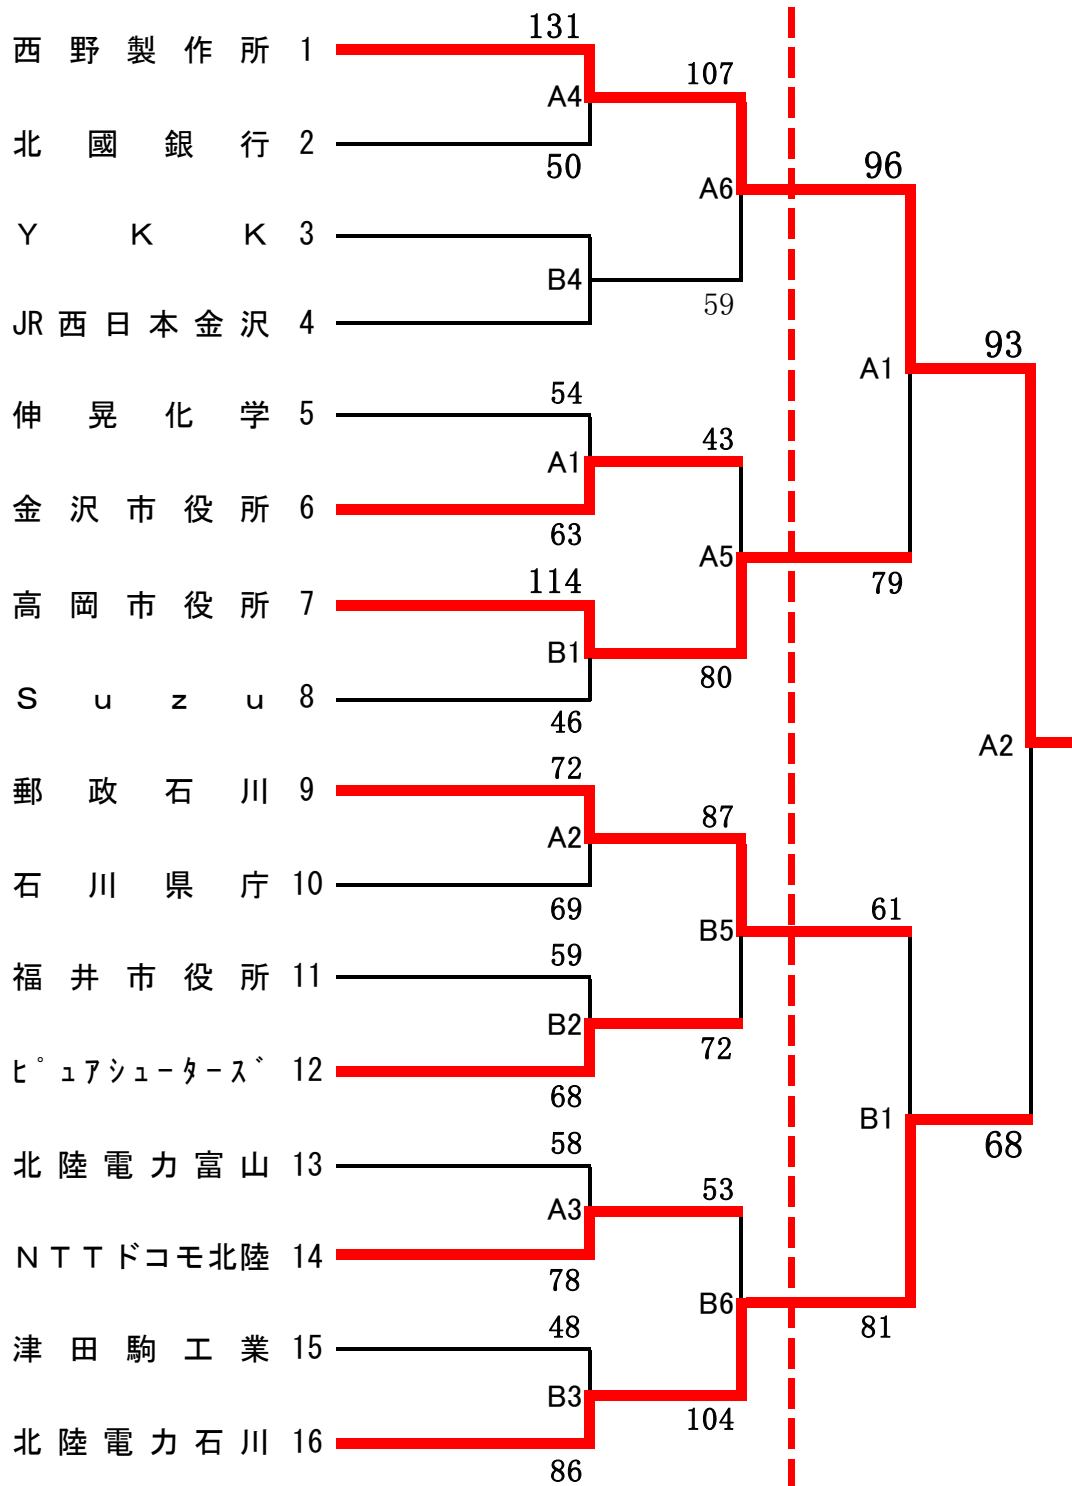 131
西野製作所 1
107
A4
北國銀行 2
50
96
A6
YKK 3
B4
59
JR西日本金沢 4
93
A1
54
伸晃化学 5
43
A1
金沢市役所 6
63
A5
114
79
高岡市役所 7
B1
80
Suzu 8
46
A2
72
郵政石川 9
87
A2
石川県庁 10
69
61
B5
59
福井市役所 11
B2
72
ﾋﾟｭｱｼｭｰﾀｰｽﾞ 12
68
B1
58
68
北陸電力富山 13
53
A3
NTTドコモ北陸 14
78
B6
48
81
津田駒工業 15
B3
104
北陸電力石川 16
86